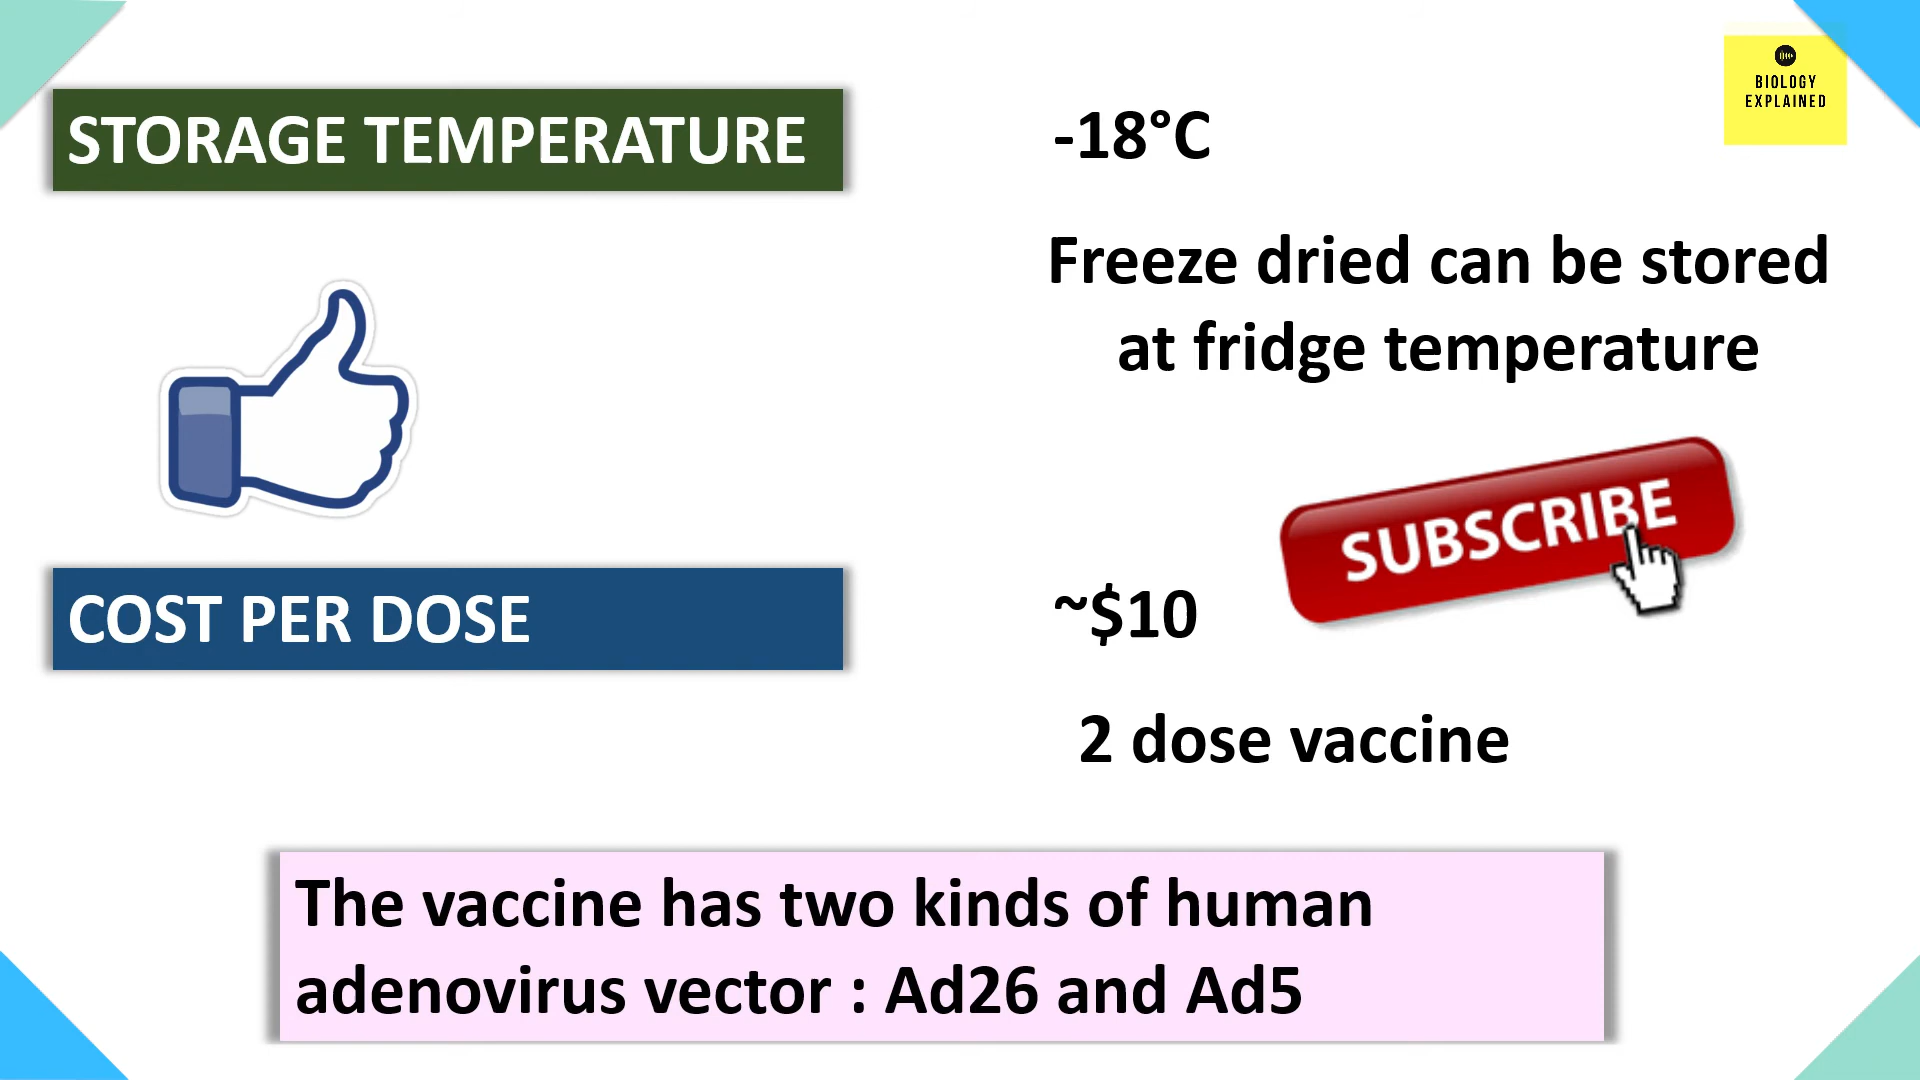 BIOLOGY
EXPLAINED
STORAGE TEMPERATURE
-18°C
Freeze dried can be stored
at fridge temperature
SUBSCRIBE
COST PER DOSE
~$10
2 dose vaccine
The vaccine has two kinds of human
adenovirus vector : Ad26 and Ad5